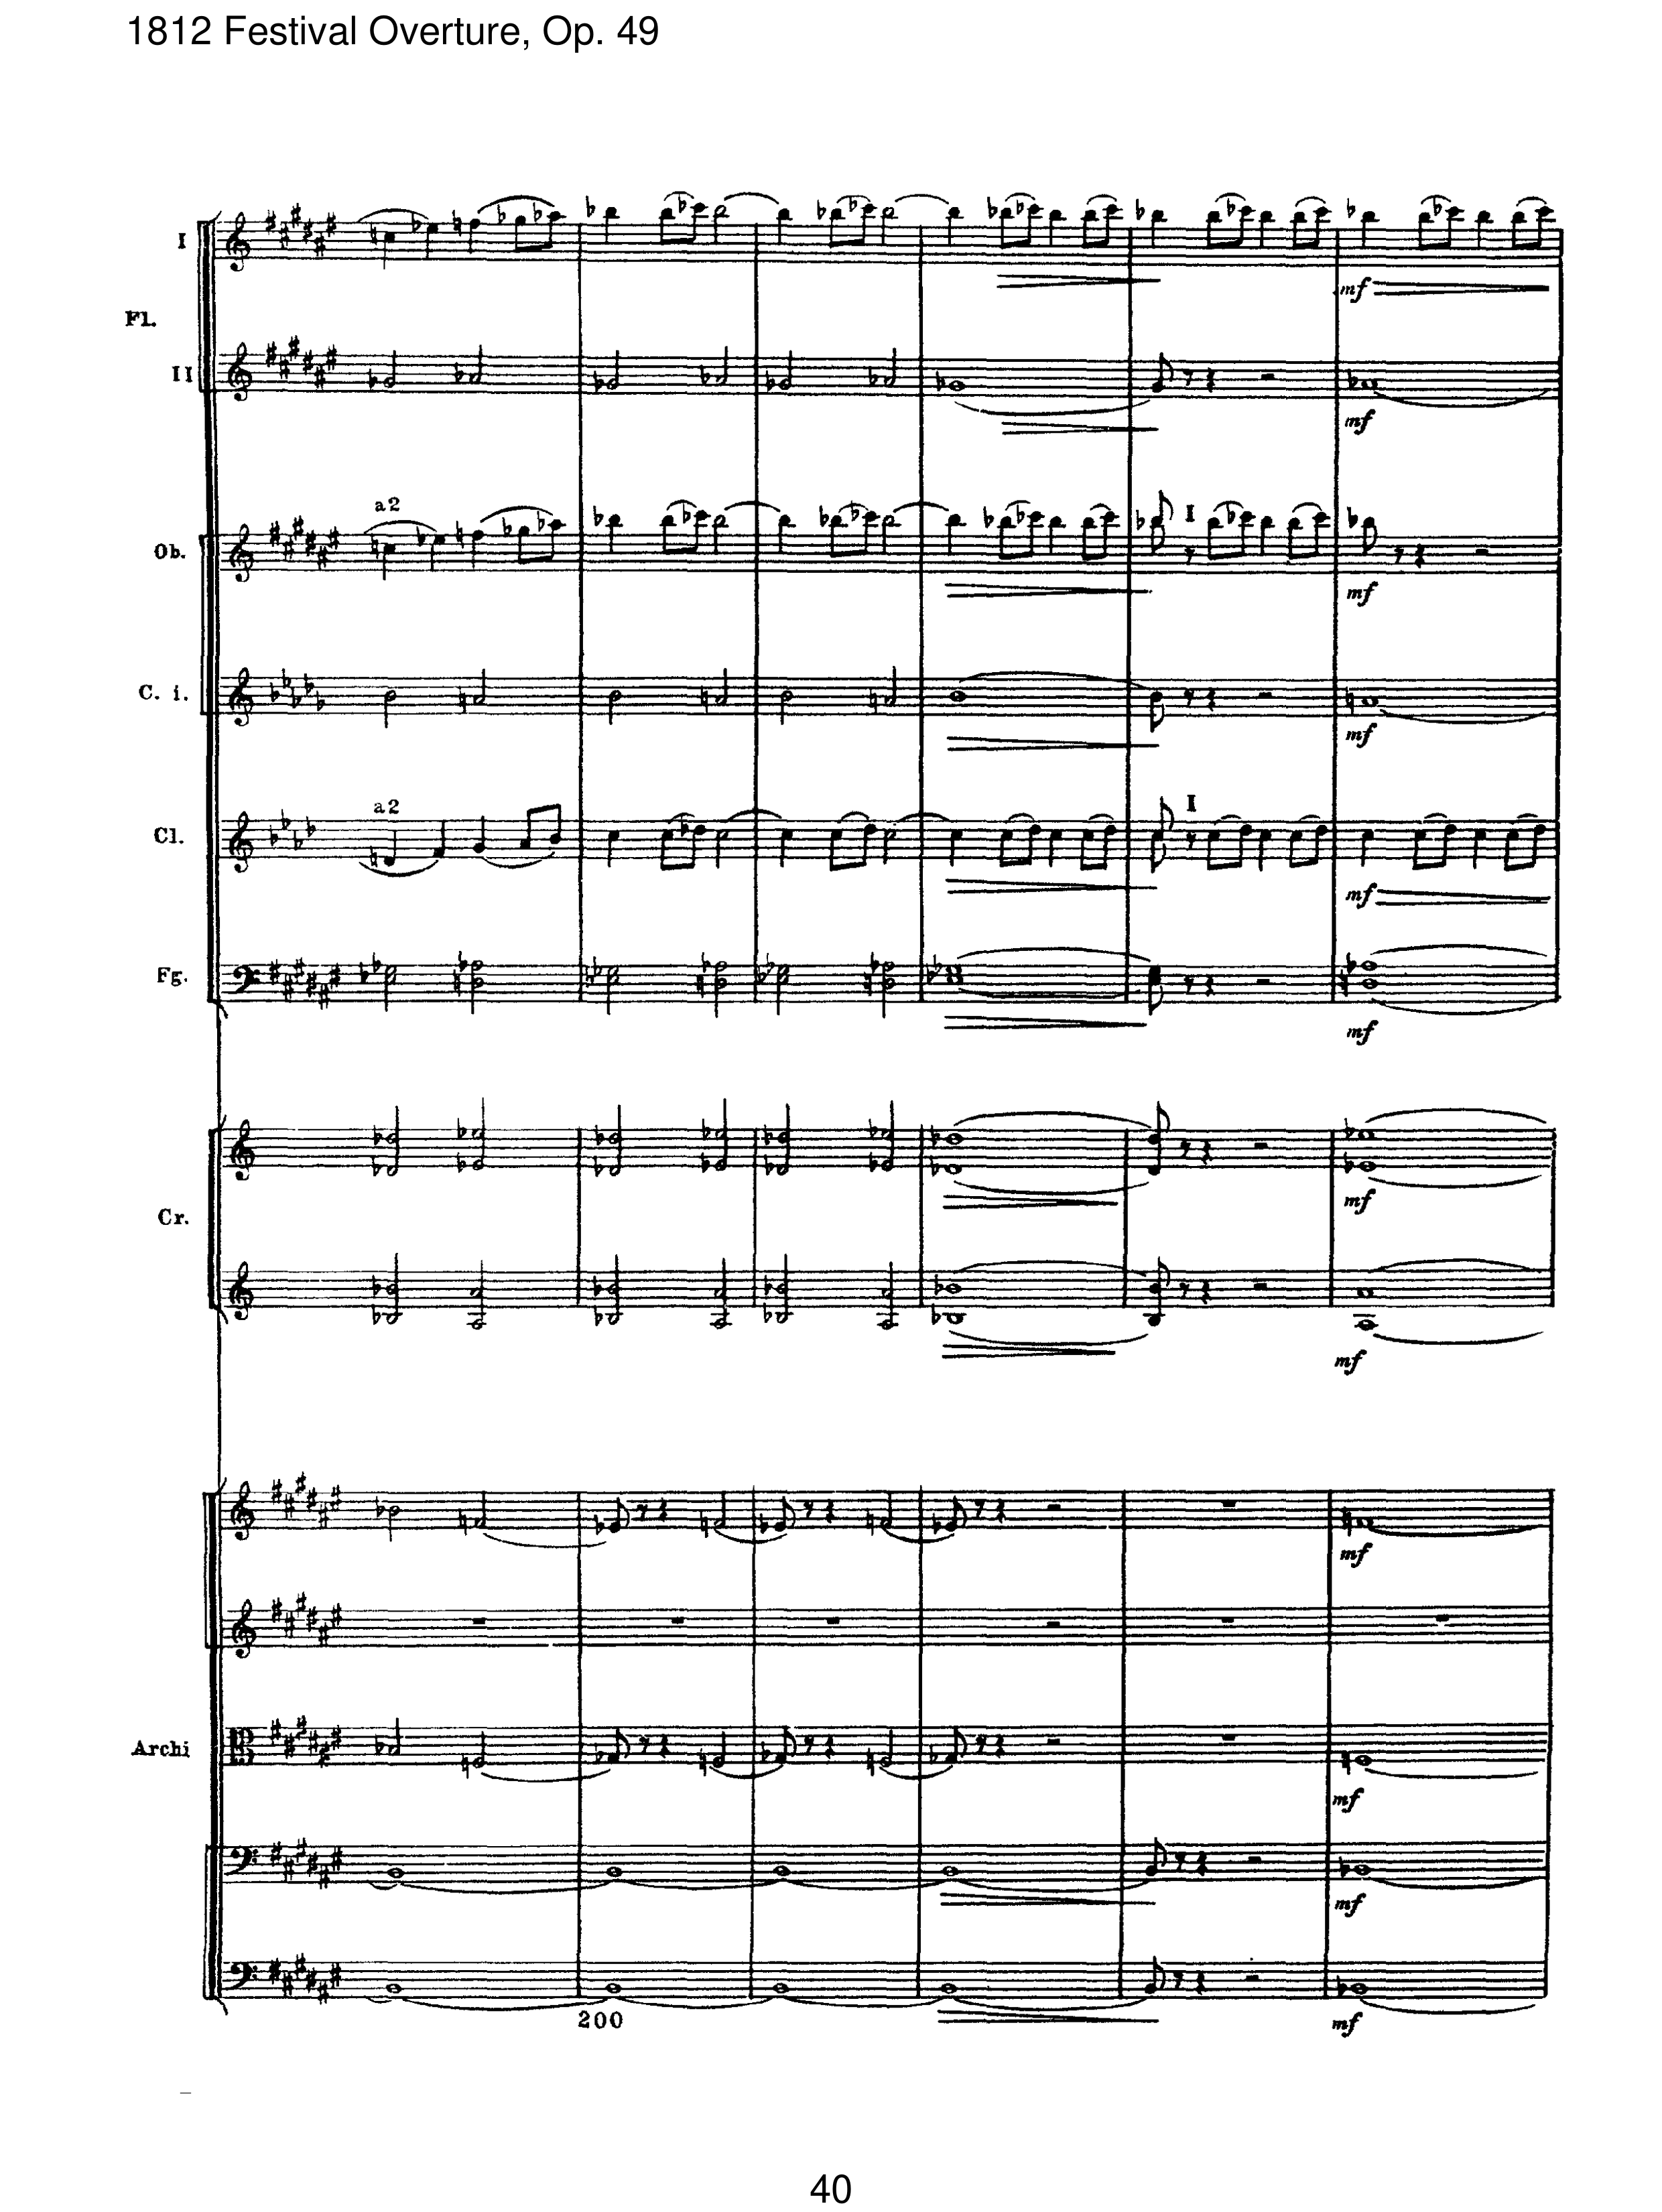 1812 Festival Overture, Op. 49
I
Fl.
mf
II
mf
a2
I
Ob.
mf
C. i.
mf
a2
I
Cl.
mf
Fg.
mf
mf
Cr.
mf
mf
Archi
mf
mf
200
mf
40